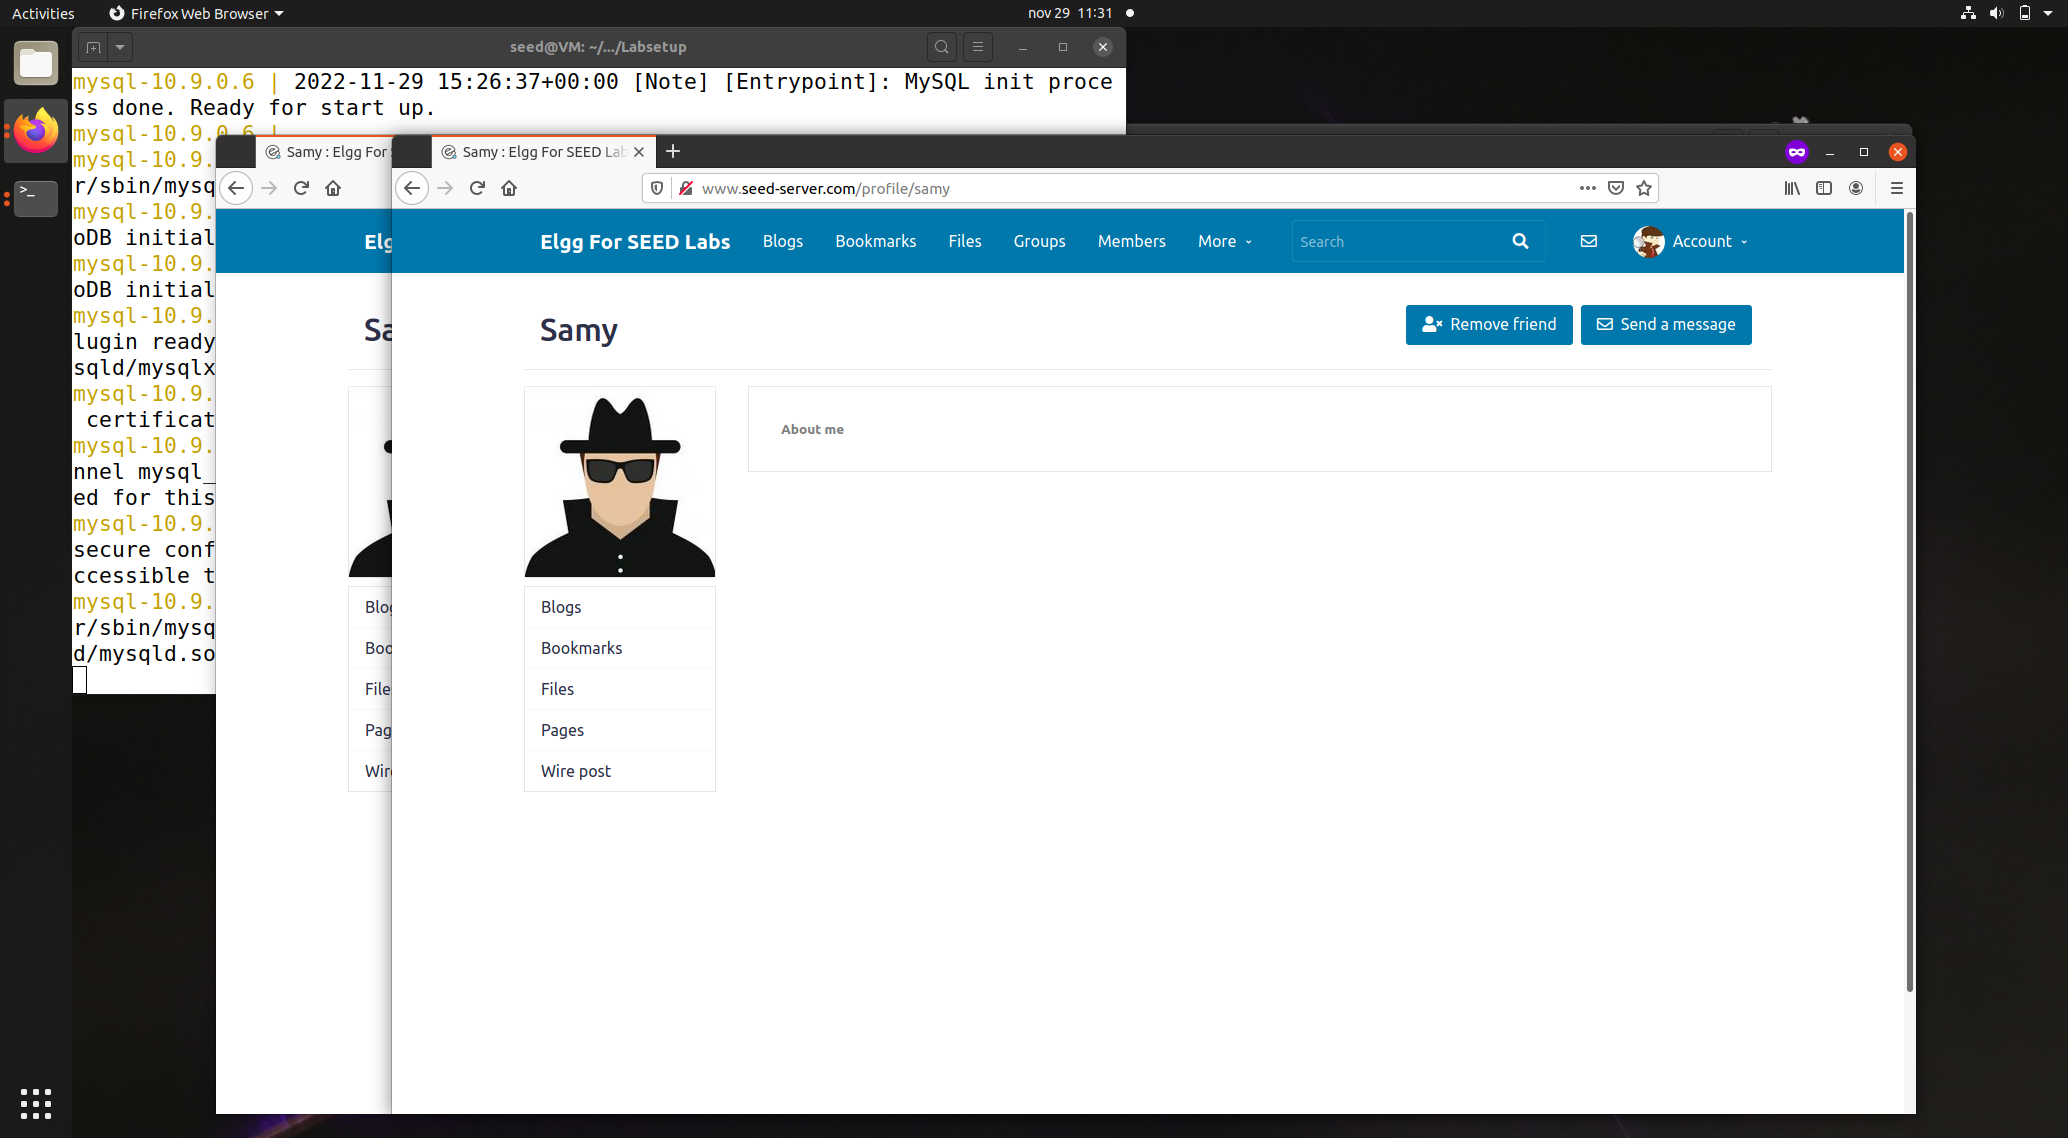 Activities
Firefox Web Browser
nov 29 11:31
seed@VM: ~/.../Labsetup
mysql-10.9.0.6 | 2022-11-29 15:26:37+00:00 [Note] [Entrypoint]: MySQL init proce
ss done. Ready for start up.
mysql-10.9.0.6 |
mysql-10.9.
r/sbin/mysq
mysql-10.9.
oDB initial
mysql-10.9.
oDB initial
mysql-10.9.
lugin ready
sqld/mysqlx
mysql-10.9.
certificat
mysql-10.9.
nnel mysql_
ed for this
mysql-10.9.
secure conf
ccessible t
mysql-10.9.
r/sbin/mysq
d/mysqld.so
Samy : Elgg For
Elg
Sa
Blog
Boo
File
Pag
Wir
Samy : Elgg For SEED Lab
www.seed-server.com/profile/samy
Elgg For SEED Labs
Blogs
Bookmarks
Files
Groups
Members
More
Search
Account
Samy
Remove friend
Send a message
About me
Blogs
Bookmarks
Files
Pages
Wire post